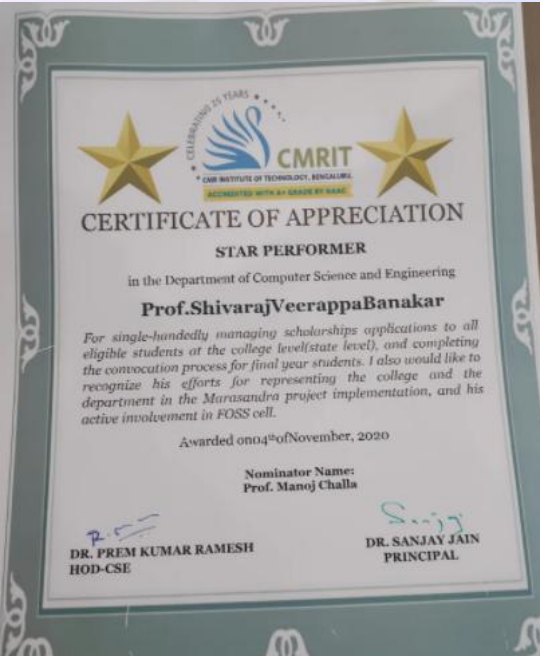 CELEBRATING 25 YEARS
CMRIT
CMR INSTITUTE OF TECHNOLOGY, BENGALURU.
ACCREDITED WITH A+ GRADE BY NAAC
CERTIFICATE OF APPRECIATION
STAR PERFORMER
in the Department of Computer Science and Engineering
Prof.ShivarajVeerappaBanakar
For single-handedly managing scholarships applications to all
eligible students at the college level(state level), and completing
the convocation process for final year students. I also would like to
recognize his efforts for representing the college and the
department in the Marasandra project implementation, and his
active involvement in FOSS cell.
Awarded on04thofNovember, 2020
Nominator Name:
Prof. Manoj Challa
Sanjay
DR. PREM KUMAR RAMESH
HOD-CSE
DR. SANJAY JAIN
PRINCIPAL